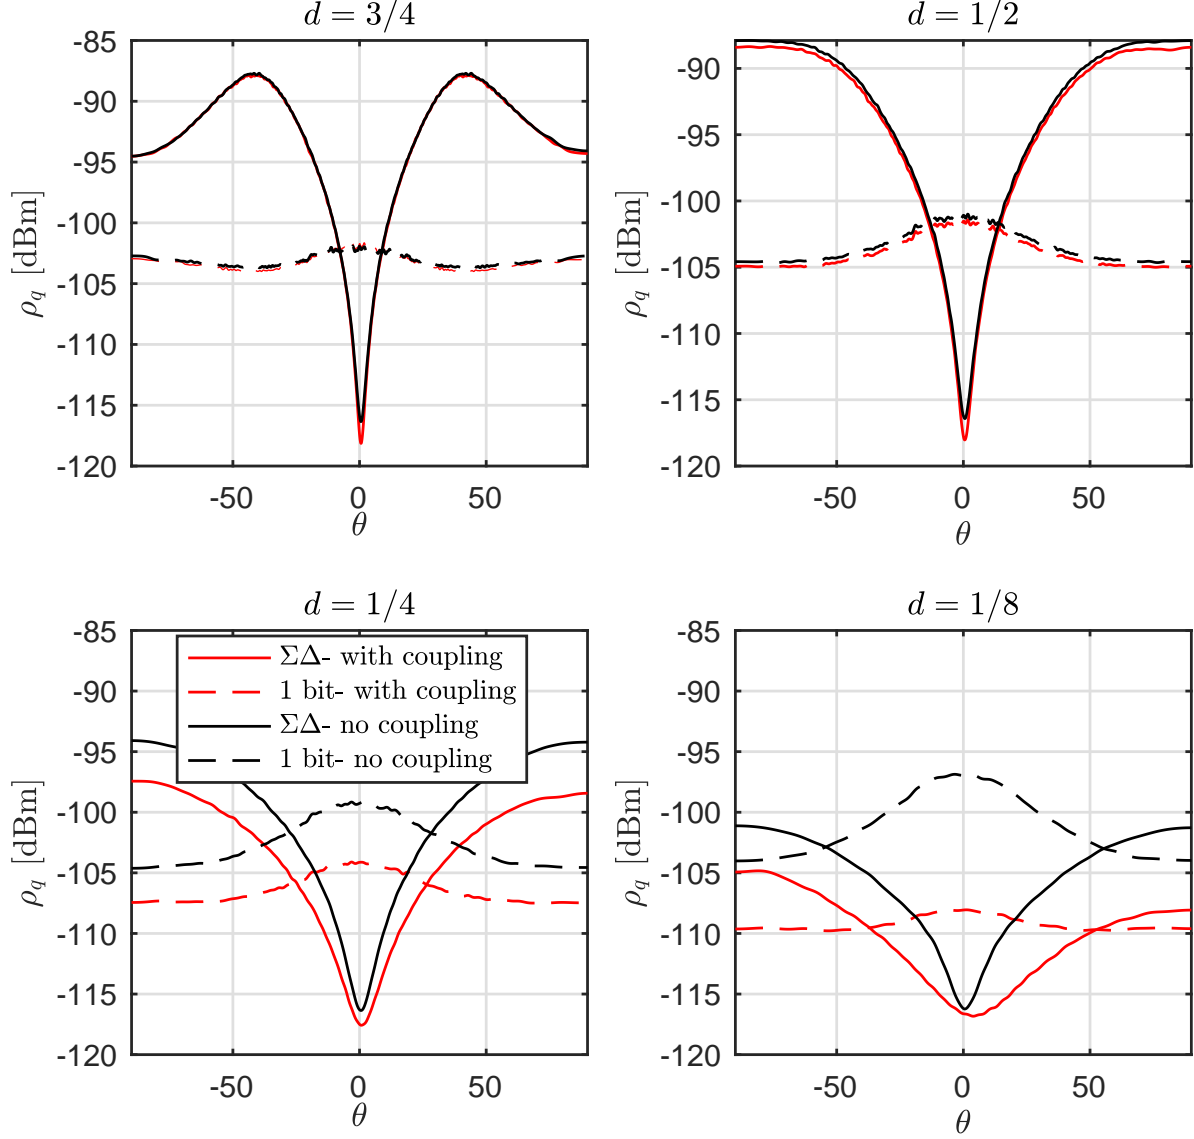 d = 3/4
-85
-90
-95
-100
-105
-110
-115
-120
-50
0
50
θ
ρq [dBm]
d = 1/2
-90
-95
-100
-105
-110
-115
-120
-50
0
50
θ
ρq [dBm]
d = 1/4
-85
-90
-95
-100
-105
-110
-115
-120
-50
0
50
θ
ρq [dBm]
ΣΔ- with coupling
1 bit- with coupling
ΣΔ- no coupling
1 bit- no coupling
d = 1/8
-85
-90
-95
-100
-105
-110
-115
-120
-50
0
50
θ
ρq [dBm]